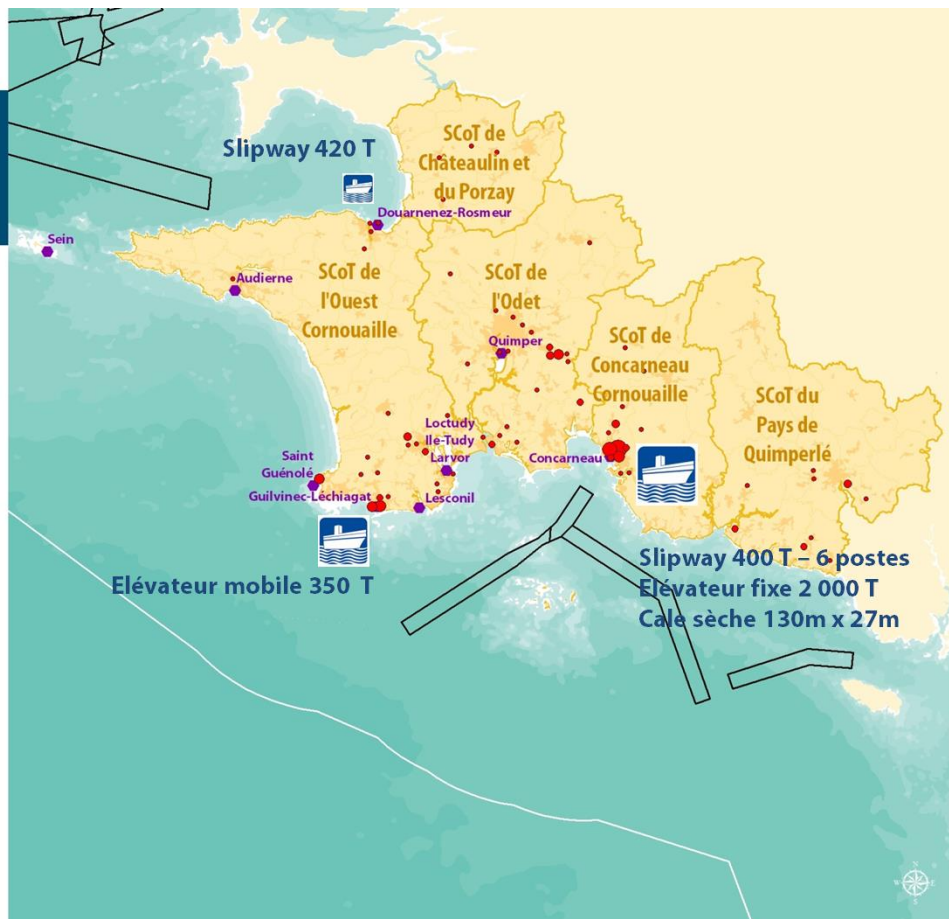 SCoT de
Châteaulin et
du Porzay
Slipway 420 T
Douarnenez-Rosmeur
Sein
Audierne
SCoT de
l'Ouest
Cornouaille
SCoT de
l'Odet
Quimper
SCoT de
Concarneau
Cornouaille
SCoT du
Pays de
Quimperlé
Loctudy
Ile-Tudy
Larvor
Concarneau
Saint
Guénolé
Guilvinec-Léchiagat
Lesconil
Elévateur mobile 350 T
Slipway 400 T – 6 postes
Elévateur fixe 2 000 T
Cale sèche 130m x 27m
N
W E
S